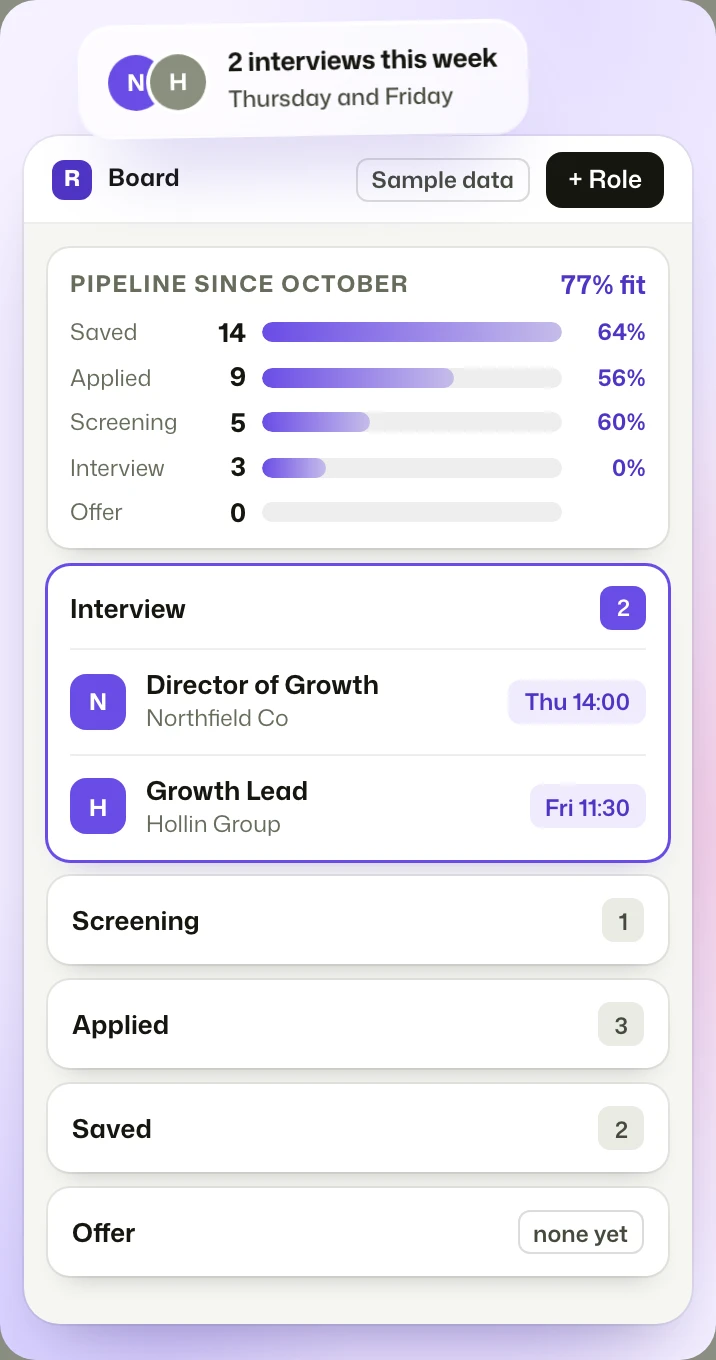 N H
2 interviews this week
Thursday and Friday
R Board Sample data + Role
PIPELINE SINCE OCTOBER 77% fit
Saved 14 64%
Applied 9 56%
Screening 5 60%
Interview 3 0%
Offer 0
Interview 2
N Director of Growth Thu 14:00
Northfield Co
H Growth Lead Fri 11:30
Hollin Group
Screening 1
Applied 3
Saved 2
Offer none yet